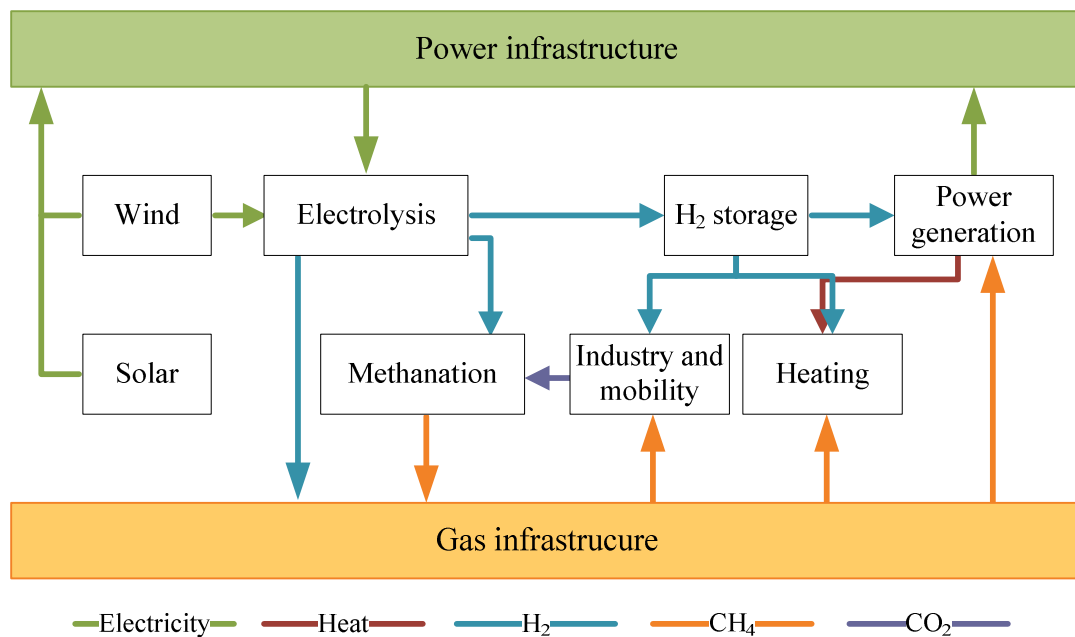 Power infrastructure
Wind
Electrolysis
H₂ storage
Power
generation
Solar
Methanation
Industry and
mobility
Heating
Gas infrastrucure
Electricity
Heat
H₂
CH₄
CO₂